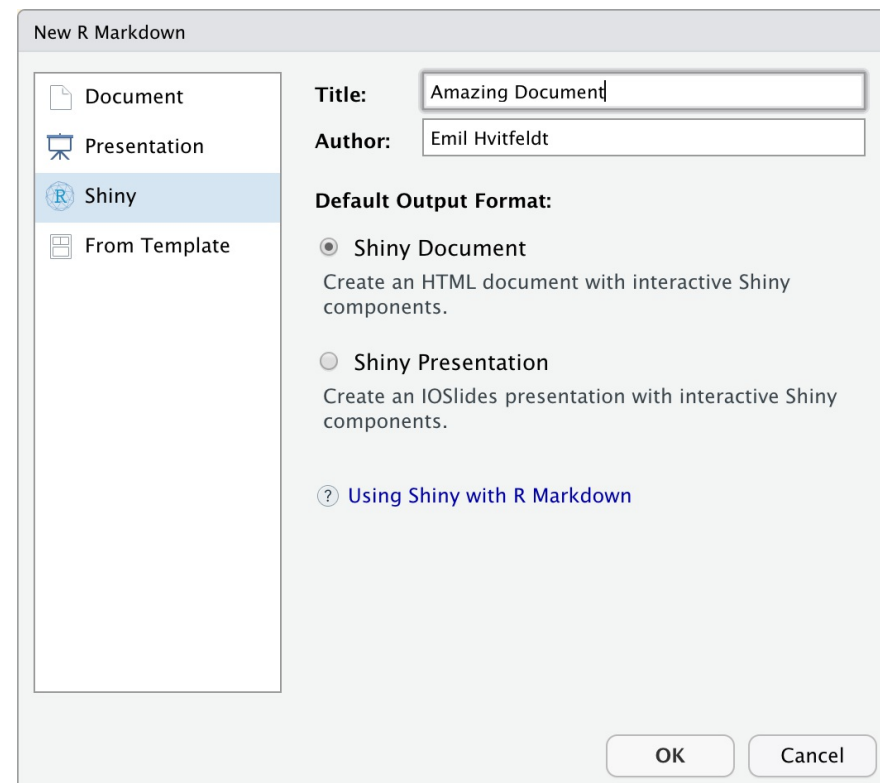 New R Markdown
Document
Presentation
R Shiny
From Template
Title: Amazing Document
Author: Emil Hvitfeldt
Default Output Format:
Shiny Document
Create an HTML document with interactive Shiny
components.
Shiny Presentation
Create an IOSlides presentation with interactive Shiny
components.
? Using Shiny with R Markdown
OK Cancel